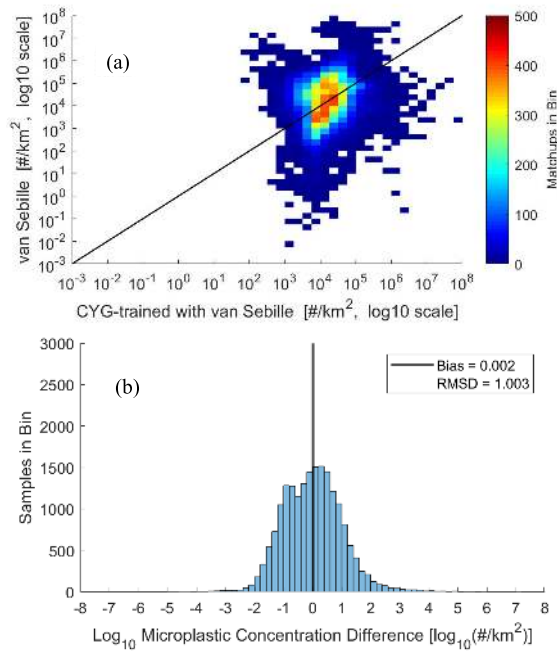 (a)
van Sebille [#/km², log10 scale]
10⁸
10⁷
10⁶
10⁵
10⁴
10³
10²
10¹
10⁰
10⁻¹
10⁻²
10⁻³
10⁻³ 10⁻² 10⁻¹ 10⁰ 10¹ 10² 10³ 10⁴ 10⁵ 10⁶ 10⁷ 10⁸
CYG-trained with van Sebille [#/km², log10 scale]
500
400
300
200
100
0
Matchups in Bin
(b)
Bias = 0.002
RMSD = 1.003
Samples in Bin
3000
2500
2000
1500
1000
500
0
-8 -7 -6 -5 -4 -3 -2 -1 0 1 2 3 4 5 6 7 8
Log₁₀ Microplastic Concentration Difference [log₁₀(#/km²)]